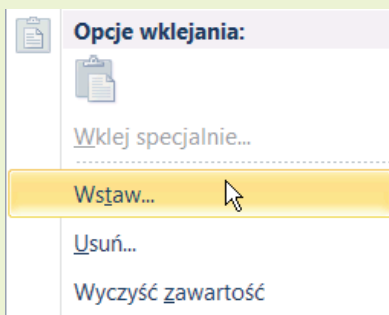 Opcje wklejania:
Wklej specjalnie...
Wstaw...
Usuń...
Wyczyść zawartość